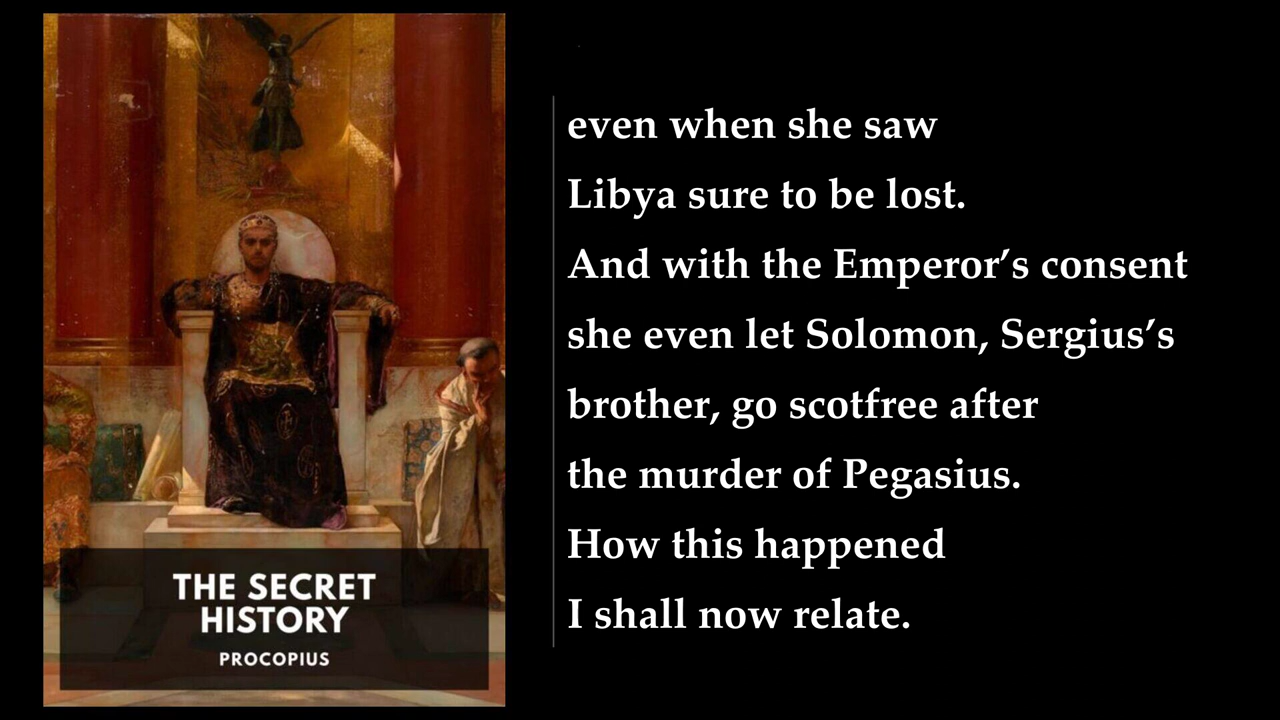 THE SECRET
HISTORY
PROCOPIUS
even when she saw
Libya sure to be lost.
And with the Emperor’s consent
she even let Solomon, Sergius’s
brother, go scotfree after
the murder of Pegasius.
How this happened
I shall now relate.